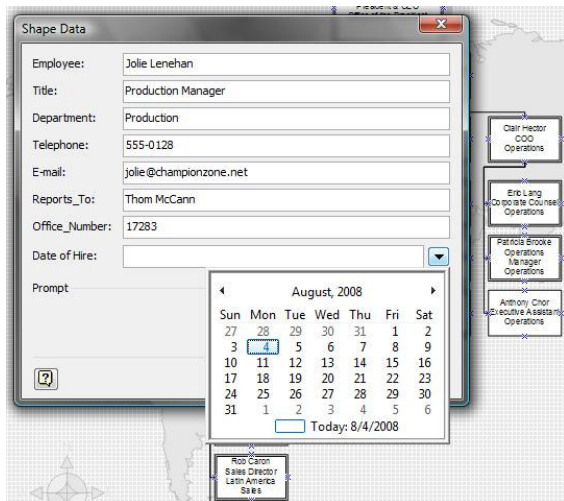 President & CEO
Shape Data
Employee: Jolie Lenehan
Title: Production Manager
Department: Production
Telephone: 555-0128
E-mail: jolie@championzone.net
Reports_To: Thom McCann
Office_Number: 17283
Date of Hire:
Prompt
August, 2008
Sun Mon Tue Wed Thu Fri Sat
27 28 29 30 31 1 2
3 4 5 6 7 8 9
10 11 12 13 14 15 16
17 18 19 20 21 22 23
24 25 26 27 28 29 30
31 1 2 3 4 5 6
Today: 8/4/2008
Clair Hector
COO
Operations
Eric Lang
Corporate Counsel
Operations
Patricia Brooke
Operations
Manager
Operations
Anthony Chor
Executive Assistant
Operations
Rob Caron
Sales Director
Latin America
Sales